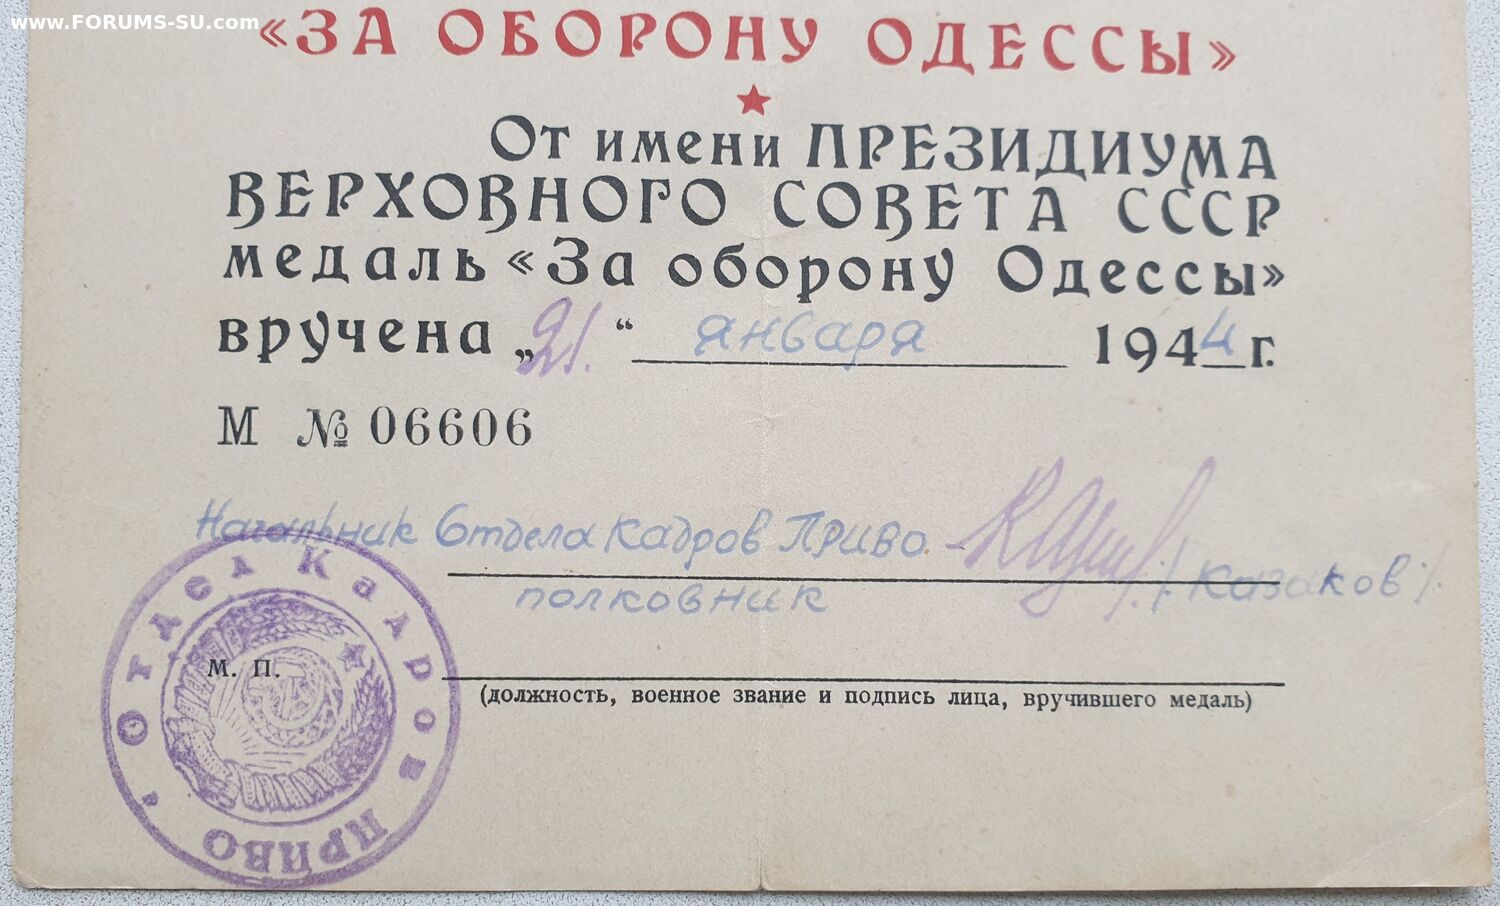 www.FORUMS-SU.com
«ЗА ОБОРОНУ ОДЕССЫ»
От имени ПРЕЗИДИУМА
ВЕРХОВНОГО СОВЕТА СССР
медаль «За оборону Одессы»
вручена „21.“ января 1944 г.
М № 06606
Начальник Отдела Кадров ПриВО
/Казаков/.
полковник
М. П.
(должность, военное звание и подпись лица, вручившего медаль)
Отдел Кадров ПРИВО